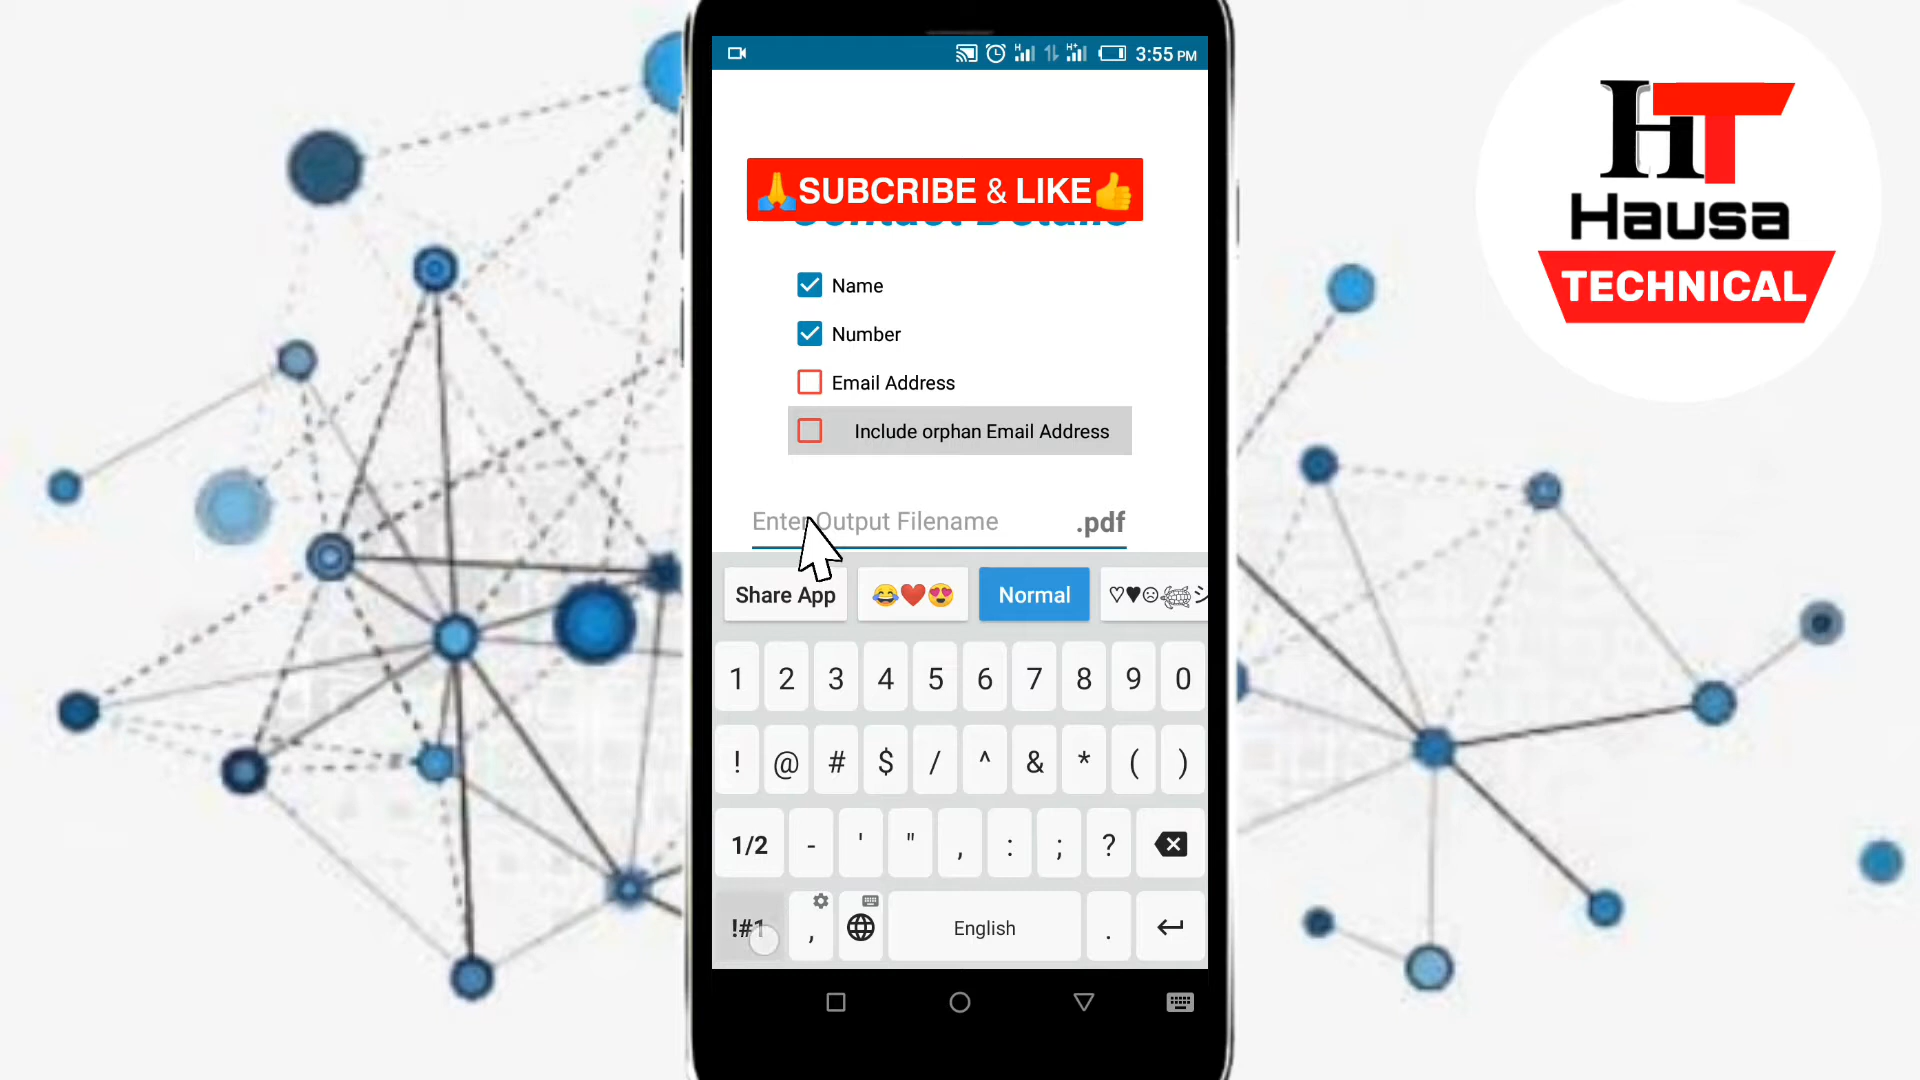 3:55 PM
🙏SUBCRIBE & LIKE👍
Contact Details
Name
Number
Email Address
Include orphan Email Address
Enter Output Filename .pdf
Share App 😂❤️😍 Normal ♡♥☹
1 2 3 4 5 6 7 8 9 0
! @ # $ / ^ & * ( )
1/2 - ' " , : ; ?
!#1 , English .
HT
Hausa
TECHNICAL